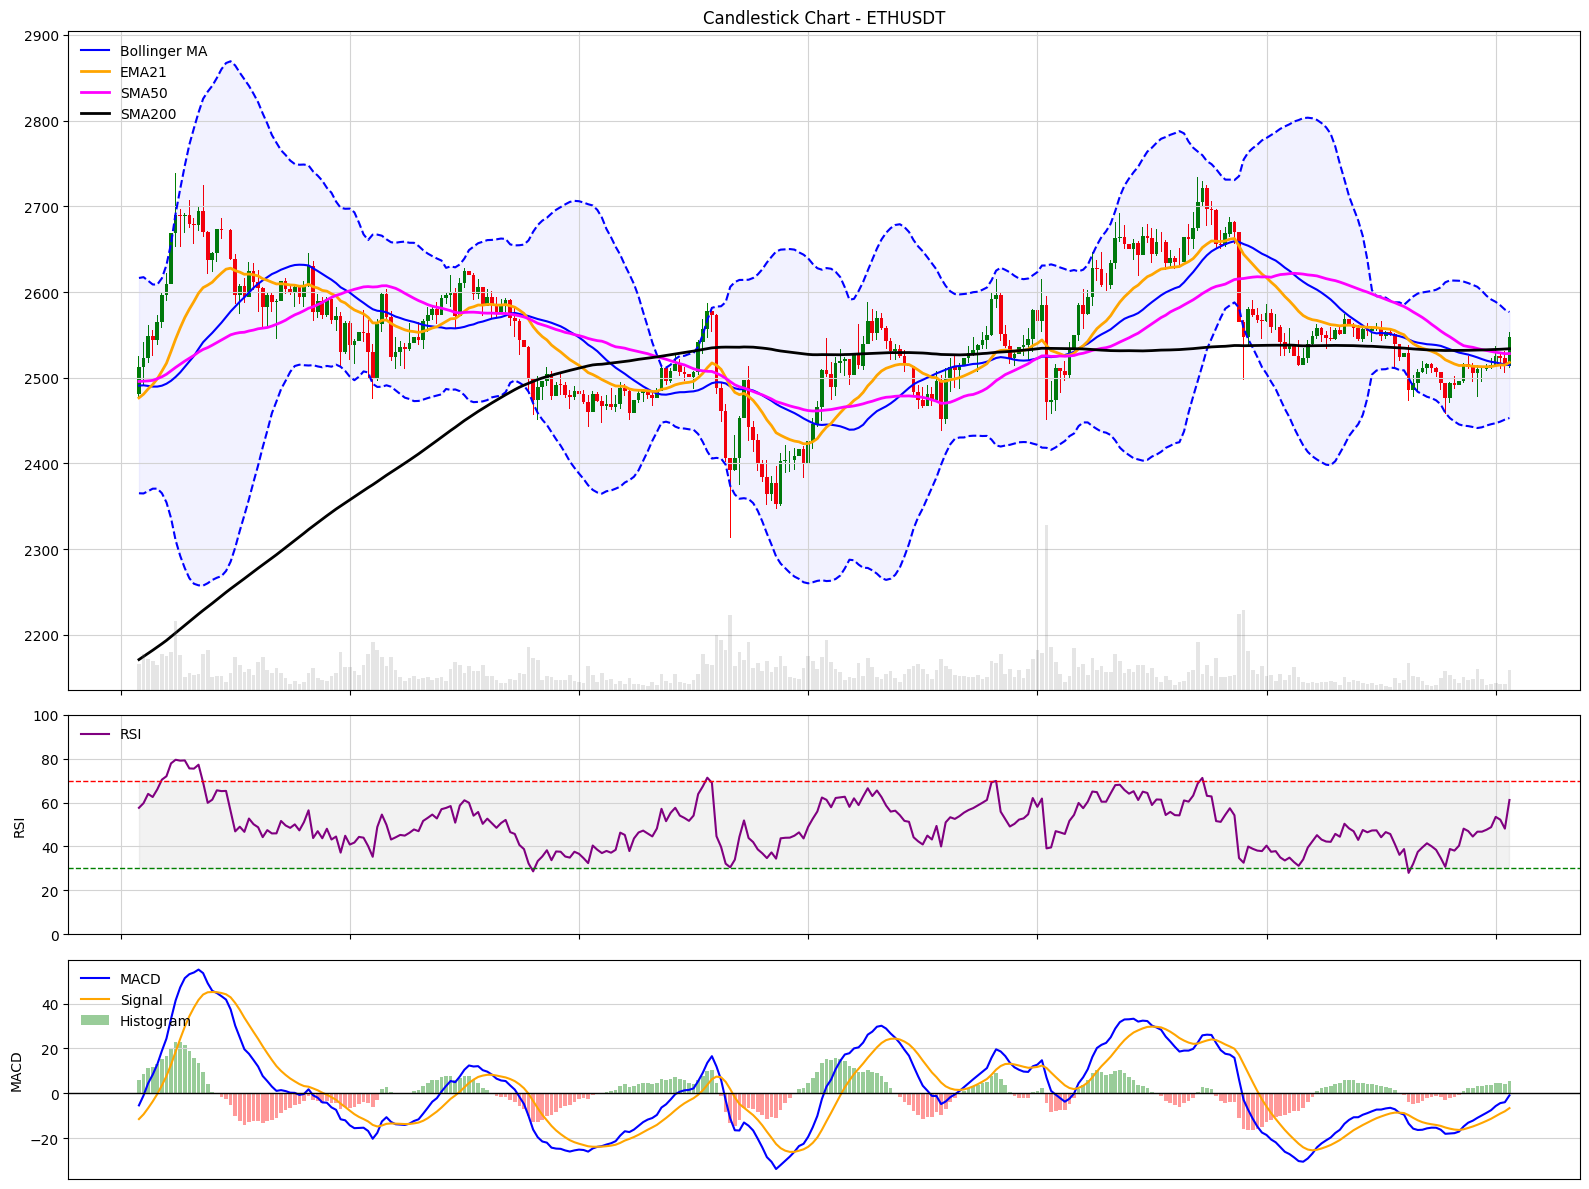 Candlestick Chart - ETHUSDT
2900
2800
2700
2600
2500
2400
2300
2200
Bollinger MA
EMA21
SMA50
SMA200
100
80
60
40
20
0
RSI
RSI
40
20
0
−20
MACD
MACD
Signal
Histogram